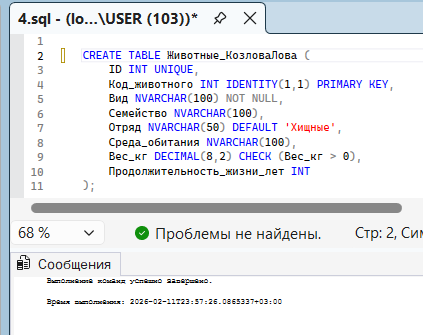 4.sql - (lo...\USER (103))*
1
2 CREATE TABLE Животные_КозловаЛова (
3 ID INT UNIQUE,
4 Код_животного INT IDENTITY(1,1) PRIMARY KEY,
5 Вид NVARCHAR(100) NOT NULL,
6 Семейство NVARCHAR(100),
7 Отряд NVARCHAR(50) DEFAULT 'Хищные',
8 Среда_обитания NVARCHAR(100),
9 Вес_кг DECIMAL(8,2) CHECK (Вес_кг > 0),
10 Продолжительность_жизни_лет INT
11 );
68 %
Проблемы не найдены.
Стр: 2, Сим
Сообщения
Выполнение команд успешно завершено.
Время выполнения: 2026-02-11T23:57:26.0865337+03:00